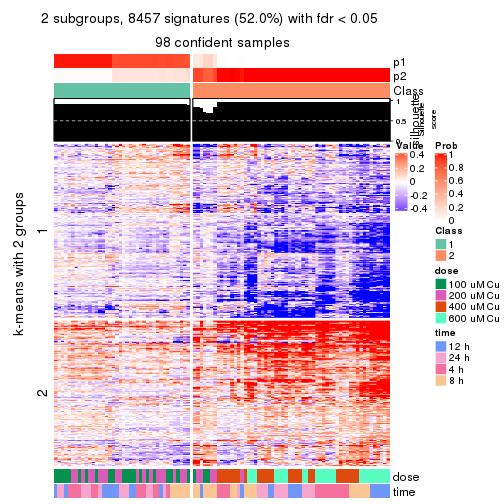 2 subgroups, 8457 signatures (52.0%) with fdr < 0.05
98 confident samples
p1
p2
Class
1
0.5
0
Silhouette
score
k-means with 2 groups
1
2
dose
time
Value
0.4
0.2
0
-0.2
-0.4
Prob
1
0.8
0.6
0.4
0.2
0
Class
1
2
dose
100 uM Cu
200 uM Cu
400 uM Cu
600 uM Cu
time
12 h
24 h
4 h
8 h